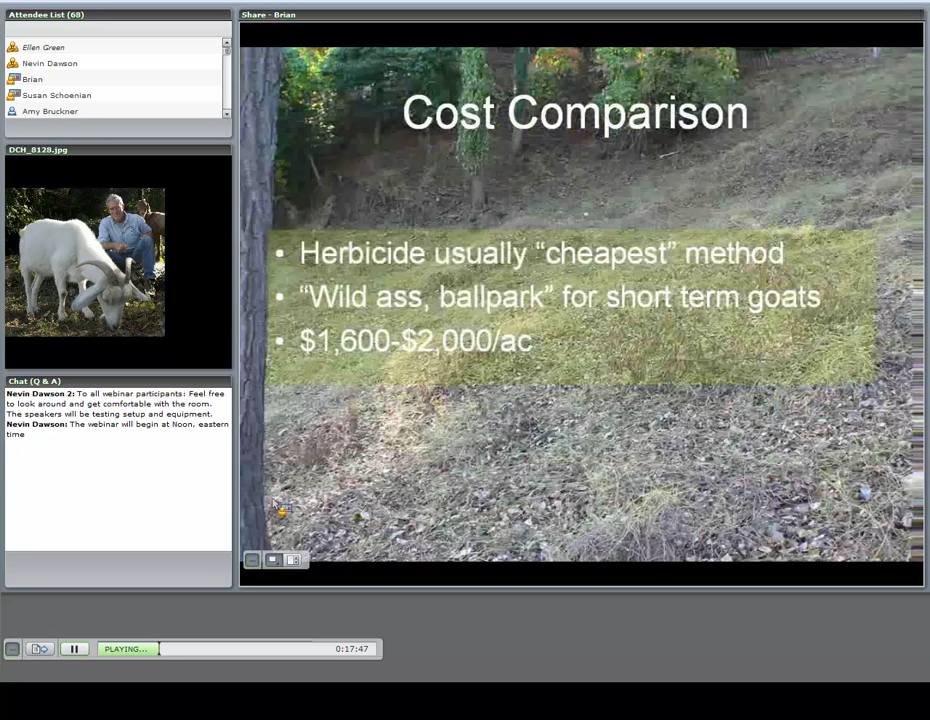 Attendee List (68)
Ellen Green
Nevin Dawson
Brian
Susan Schoenian
Amy Bruckner
DCH_8128.jpg
Chat (Q & A)
Nevin Dawson 2: To all webinar participants: Feel free
to look around and get comfortable with the room.
The speakers will be testing setup and equipment.
Nevin Dawson: The webinar will begin at Noon, eastern
time
Share - Brian
Cost Comparison
• Herbicide usually “cheapest” method
• “Wild ass, ballpark” for short term goats
• $1,600-$2,000/ac
PLAYING...
0:17:47